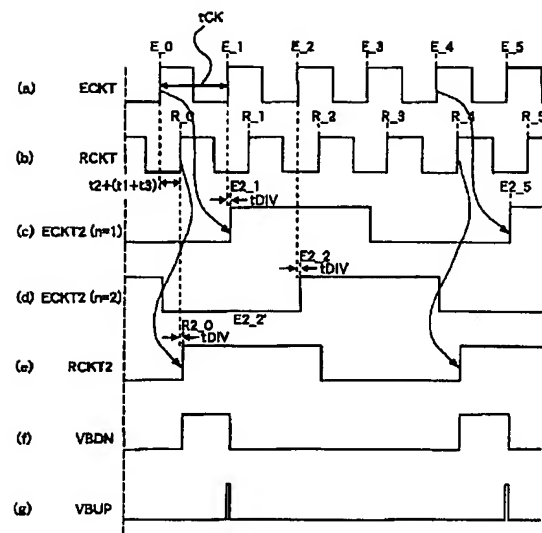 tCK
E_0 E_1 E_2 E_3 E_4 E_5
(a) ECKT
R_0 R_1 R_2 R_3 R_4 R_5
(b) RCKT
t2+(t1+t3)
E2_1
tDIV
E2_5
(c) ECKT2 (n=1)
E2_2
tDIV
(d) ECKT2 (n=2)
E2_2'
R2_0
tDIV
(e) RCKT2
(f) VBDN
(g) VBUP